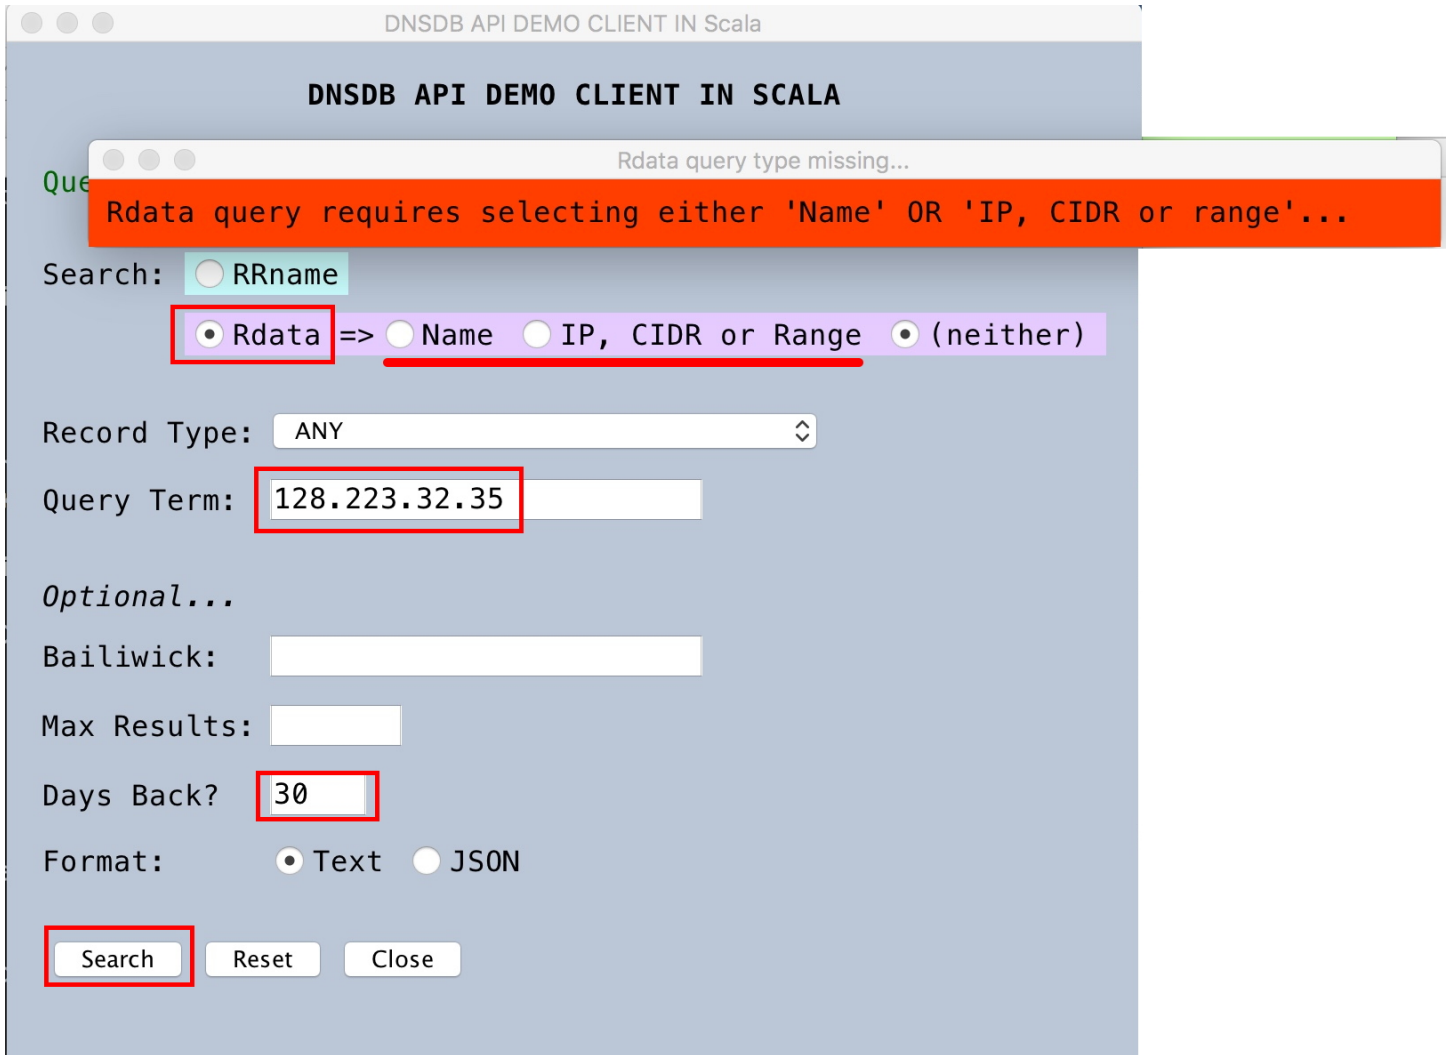 DNSDB API DEMO CLIENT IN Scala
DNSDB API DEMO CLIENT IN SCALA
Rdata query type missing...
Que
Rdata query requires selecting either 'Name' OR 'IP, CIDR or range'...
Search: RRname
Rdata => Name IP, CIDR or Range (neither)
Record Type: ANY
Query Term: 128.223.32.35
Optional...
Bailiwick:
Max Results:
Days Back? 30
Format: Text JSON
Search Reset Close